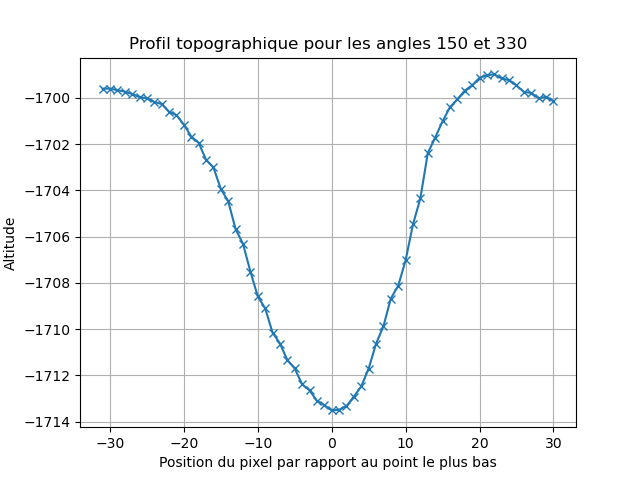 Profil topographique pour les angles 150 et 330
Altitude
−1700
−1702
−1704
−1706
−1708
−1710
−1712
−1714
−30 −20 −10 0 10 20 30
Position du pixel par rapport au point le plus bas